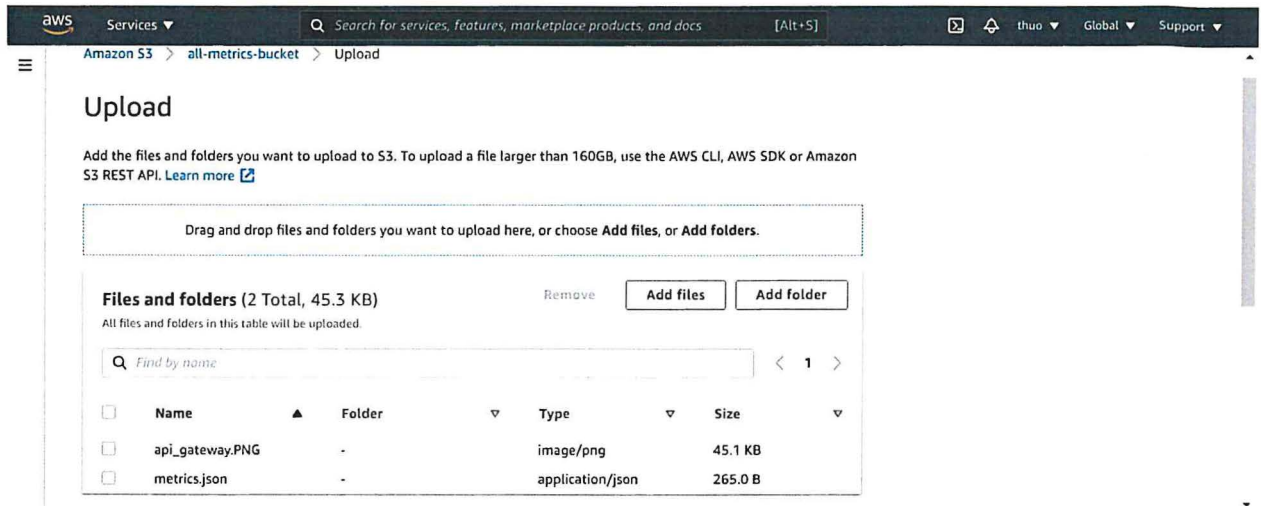 aws Services ▼ Search for services, features, marketplace products, and docs [Alt+S] thuo ▼ Global ▼ Support ▼
Amazon S3 > all-metrics-bucket > Upload
Upload
Add the files and folders you want to upload to S3. To upload a file larger than 160GB, use the AWS CLI, AWS SDK or Amazon
S3 REST API. Learn more
Drag and drop files and folders you want to upload here, or choose Add files, or Add folders.
Files and folders (2 Total, 45.3 KB) Remove Add files Add folder
All files and folders in this table will be uploaded.
Find by name < 1 >
Name ▲ Folder ▽ Type ▽ Size ▽
api_gateway.PNG - image/png 45.1 KB
metrics.json - application/json 265.0 B